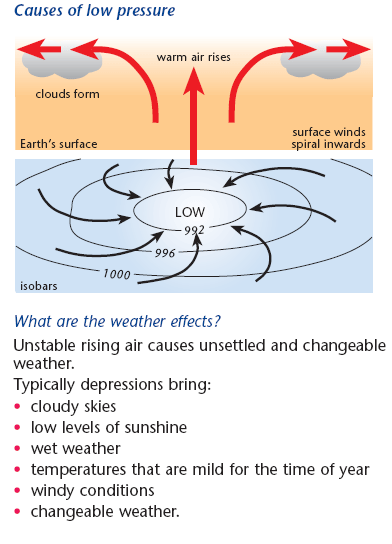 Causes of low pressure
warm air rises
clouds form
Earth's surface
surface winds
spiral inwards
LOW
992
996
1000
isobars
What are the weather effects?
Unstable rising air causes unsettled and changeable
weather.
Typically depressions bring:
• cloudy skies
• low levels of sunshine
• wet weather
• temperatures that are mild for the time of year
• windy conditions
• changeable weather.